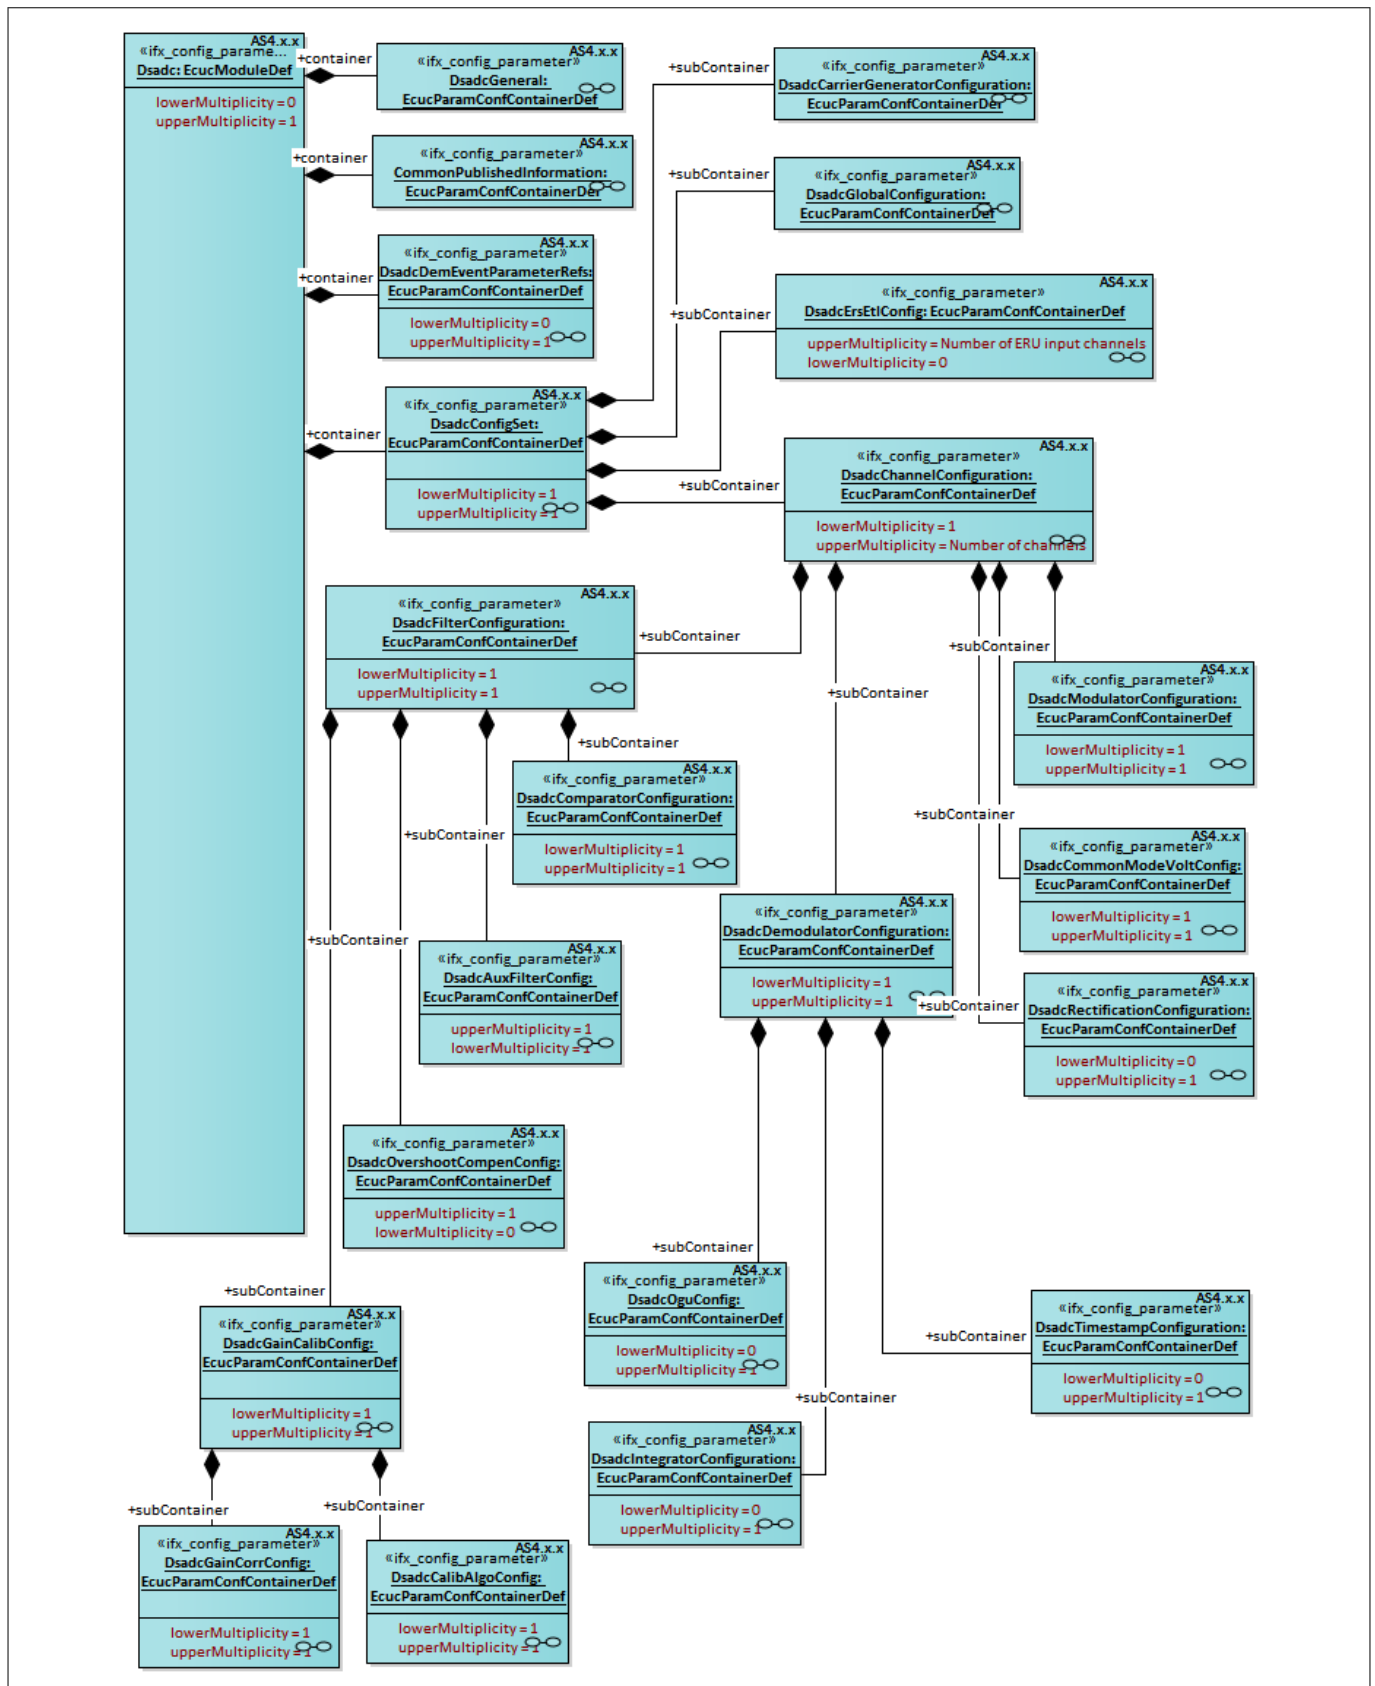 AS4.x.x
«ifx_config_parame...
Dsadc: EcucModuleDef
lowerMultiplicity = 0
upperMultiplicity = 1
+container
AS4.x.x
«ifx_config_parameter»
DsadcGeneral:
EcucParamConfContainerDef
+container
AS4.x.x
«ifx_config_parameter»
CommonPublishedInformation:
EcucParamConfContainerDef
+container
AS4.x.x
«ifx_config_parameter»
DsadcDemEventParameterRefs:
EcucParamConfContainerDef
lowerMultiplicity = 0
upperMultiplicity = 1
+container
AS4.x.x
«ifx_config_parameter»
DsadcConfigSet:
EcucParamConfContainerDef
lowerMultiplicity = 1
upperMultiplicity = 1
+subContainer
AS4.x.x
«ifx_config_parameter»
DsadcCarrierGeneratorConfiguration:
EcucParamConfContainerDef
+subContainer
AS4.x.x
«ifx_config_parameter»
DsadcGlobalConfiguration:
EcucParamConfContainerDef
+subContainer
AS4.x.x
«ifx_config_parameter»
DsadcErsEtlConfig: EcucParamConfContainerDef
upperMultiplicity = Number of ERU input channels
lowerMultiplicity = 0
+subContainer
AS4.x.x
«ifx_config_parameter»
DsadcChannelConfiguration:
EcucParamConfContainerDef
lowerMultiplicity = 1
upperMultiplicity = Number of channels
+subContainer
AS4.x.x
«ifx_config_parameter»
DsadcFilterConfiguration:
EcucParamConfContainerDef
lowerMultiplicity = 1
upperMultiplicity = 1
+subContainer
AS4.x.x
«ifx_config_parameter»
DsadcModulatorConfiguration:
EcucParamConfContainerDef
lowerMultiplicity = 1
upperMultiplicity = 1
+subContainer
+subContainer
AS4.x.x
«ifx_config_parameter»
DsadcComparatorConfiguration:
EcucParamConfContainerDef
lowerMultiplicity = 1
upperMultiplicity = 1
+subContainer
AS4.x.x
«ifx_config_parameter»
DsadcCommonModeVoltConfig:
EcucParamConfContainerDef
lowerMultiplicity = 1
upperMultiplicity = 1
+subContainer
AS4.x.x
«ifx_config_parameter»
DsadcDemodulatorConfiguration:
EcucParamConfContainerDef
lowerMultiplicity = 1
upperMultiplicity = 1
+subContainer
AS4.x.x
«ifx_config_parameter»
DsadcAuxFilterConfig:
EcucParamConfContainerDef
upperMultiplicity = 1
lowerMultiplicity = 1
+subContainer
+subContainer
AS4.x.x
«ifx_config_parameter»
DsadcRectificationConfiguration:
EcucParamConfContainerDef
lowerMultiplicity = 0
upperMultiplicity = 1
AS4.x.x
«ifx_config_parameter»
DsadcOvershootCompenConfig:
EcucParamConfContainerDef
upperMultiplicity = 1
lowerMultiplicity = 0
+subContainer
AS4.x.x
«ifx_config_parameter»
DsadcOguConfig:
EcucParamConfContainerDef
lowerMultiplicity = 0
upperMultiplicity = 1
+subContainer
AS4.x.x
«ifx_config_parameter»
DsadcTimestampConfiguration:
EcucParamConfContainerDef
lowerMultiplicity = 0
upperMultiplicity = 1
+subContainer
AS4.x.x
«ifx_config_parameter»
DsadcGainCalibConfig:
EcucParamConfContainerDef
lowerMultiplicity = 1
upperMultiplicity = 1
+subContainer
AS4.x.x
«ifx_config_parameter»
DsadcIntegratorConfiguration:
EcucParamConfContainerDef
lowerMultiplicity = 0
upperMultiplicity = 1
+subContainer
AS4.x.x
«ifx_config_parameter»
DsadcGainCorrConfig:
EcucParamConfContainerDef
lowerMultiplicity = 1
upperMultiplicity = 1
+subContainer
AS4.x.x
«ifx_config_parameter»
DsadcCalibAlgoConfig:
EcucParamConfContainerDef
lowerMultiplicity = 1
upperMultiplicity = 1